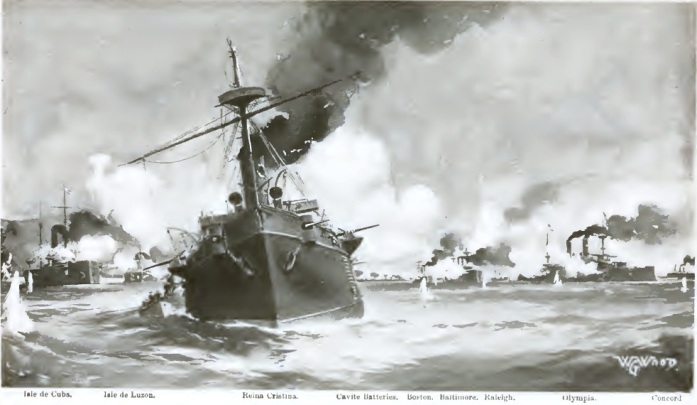 W.G. Wood
Isle de Cuba, Isle de Luzon, Reina Cristina. Cavite Batteries, Boston, Baltimore, Raleigh, Olympia. Concord